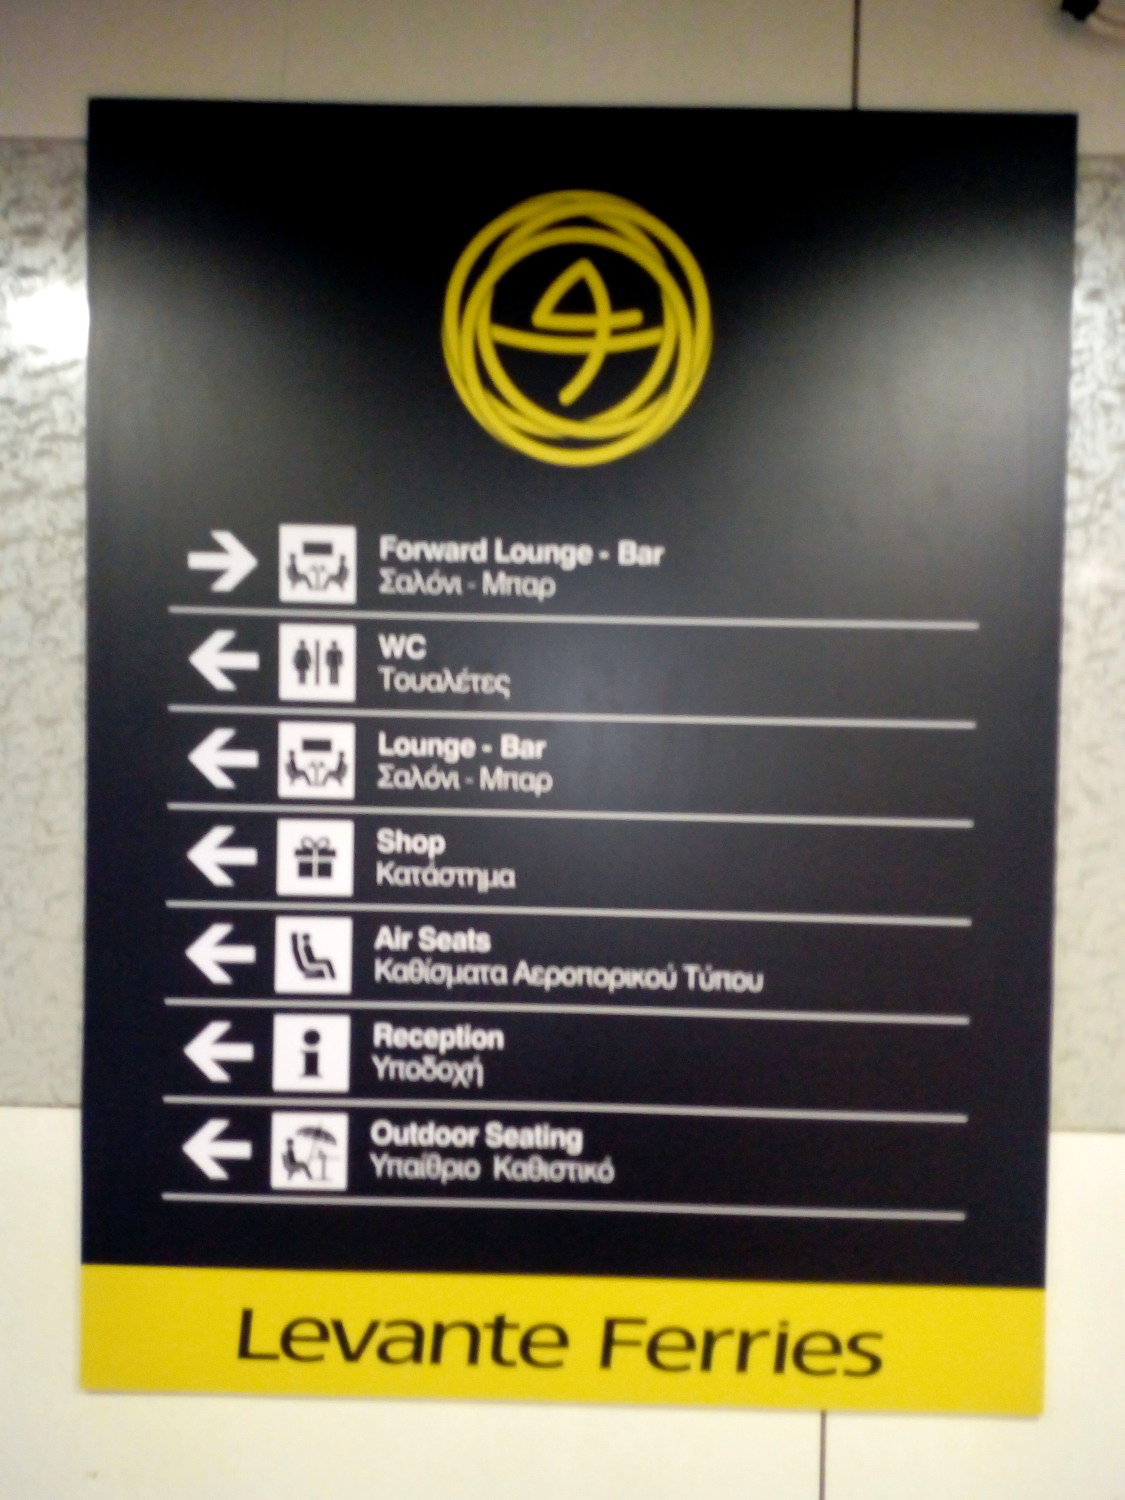 Forward Lounge - Bar
Σαλόνι - Μπαρ
WC
Τουαλέτες
Lounge - Bar
Σαλόνι - Μπαρ
Shop
Κατάστημα
Air Seats
Καθίσματα Αεροπορικού Τύπου
Reception
Υποδοχή
Outdoor Seating
Υπαίθριο Καθιστικό
Levante Ferries